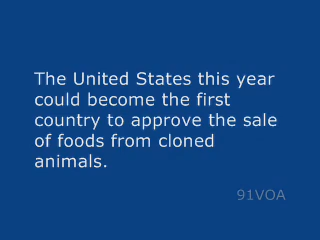 The United States this year
could become the first
country to approve the sale
of foods from cloned
animals.
91VOA